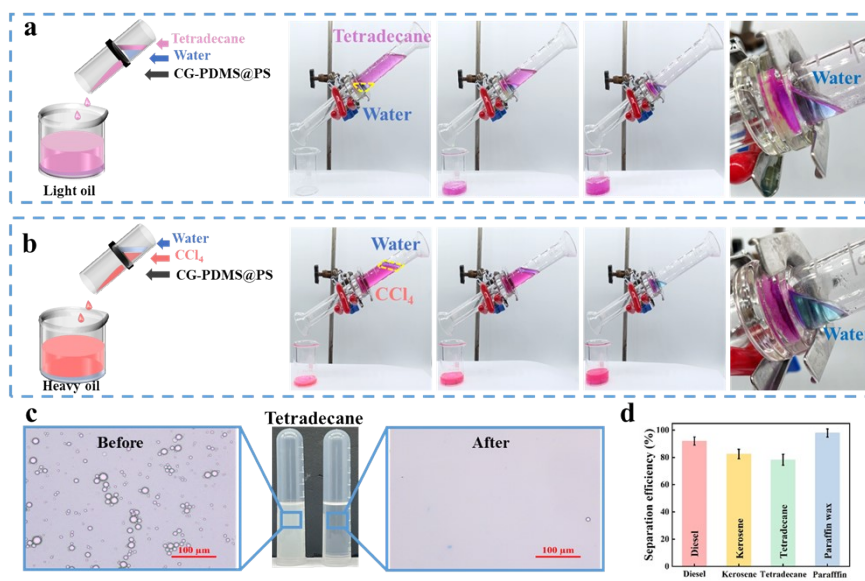 a
Tetradecane
Water
CG-PDMS@PS
Light oil
Tetradecane
Water
Water
b
Water
CCl4
CG-PDMS@PS
Heavy oil
Water
CCl4
Water
c
Before
100 μm
Tetradecane
After
100 μm
d
Separation efficiency (%)
100
80
60
40
20
0
Diesel
Kerosene
Tetradecane
Paraffin wax
Diesel Kerosene Tetradecane Parafffin